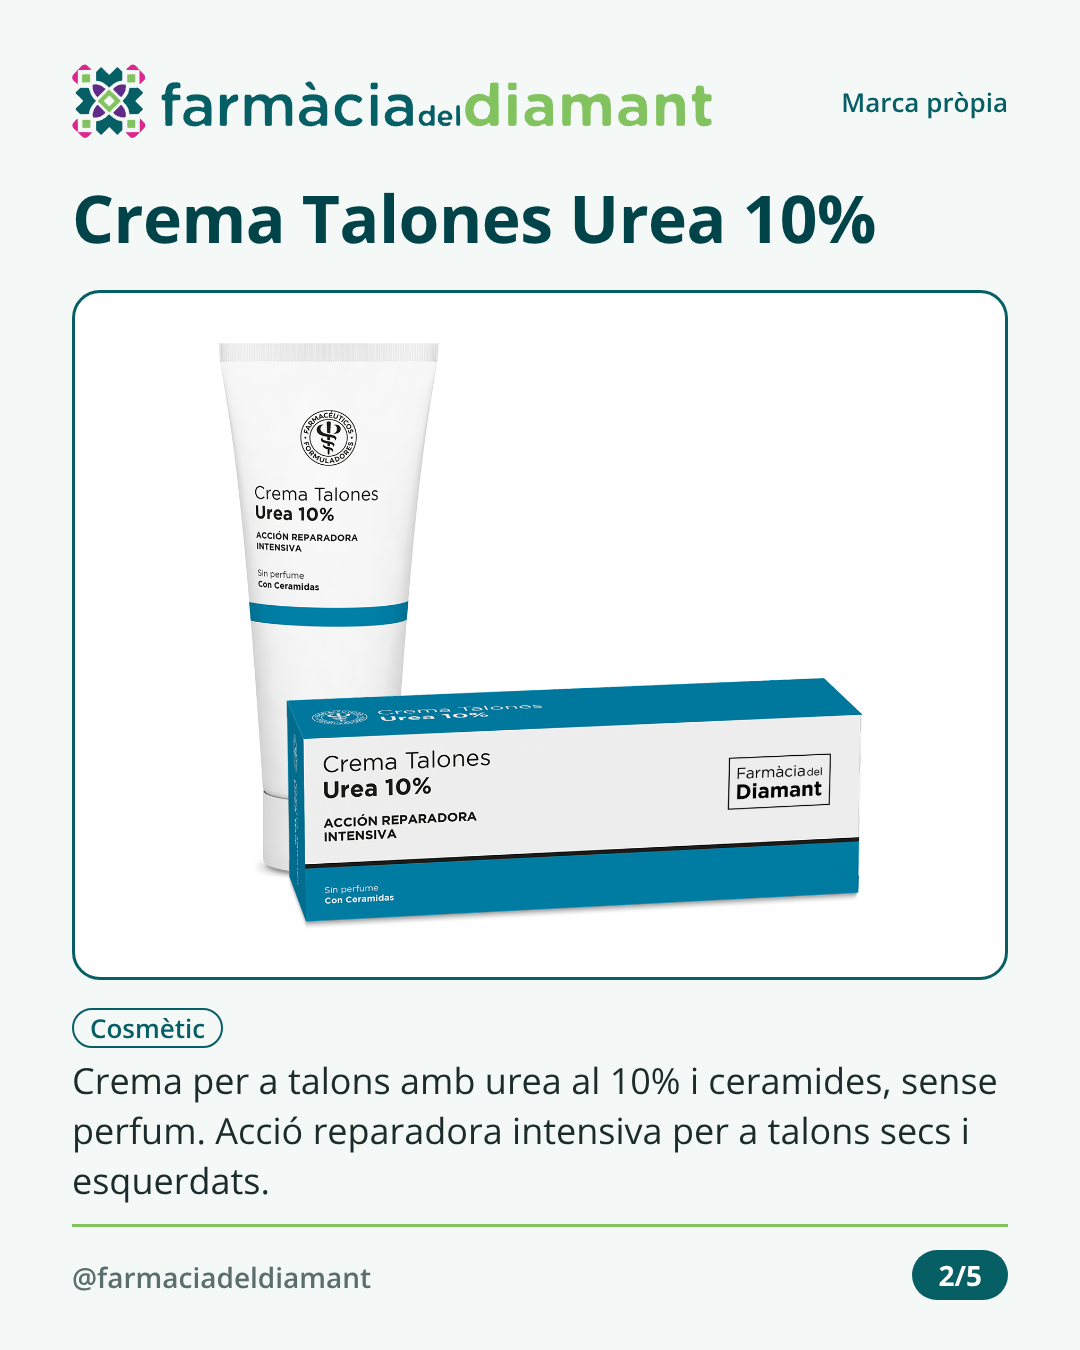 farmàciadeldiamant
Marca pròpia
Crema Talones Urea 10%
FARMACÉUTICOS
FORMULADORES
Crema Talones
Urea 10%
ACCIÓN REPARADORA
INTENSIVA
Sin perfume
Con Ceramidas
Crema Talones
Urea 10%
Crema Talones
Urea 10%
ACCIÓN REPARADORA
INTENSIVA
Farmàciadel
Diamant
Sin perfume
Con Ceramidas
Cosmètic
Crema per a talons amb urea al 10% i ceramides, sense
perfum. Acció reparadora intensiva per a talons secs i
esquerdats.
@farmaciadeldiamant
2/5